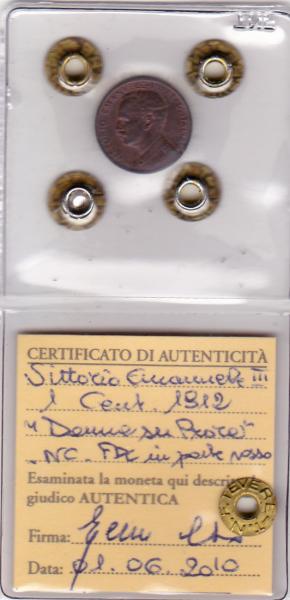 CERTIFICATO DI AUTENTICITÀ
Vittorio Emanuele III
1 Cent. 1912
"Donna su Prora"
NC. FDC in parte rosso
Esaminata la moneta qui descri
giudico AUTENTICA
Firma:
Data: 01.06.2010